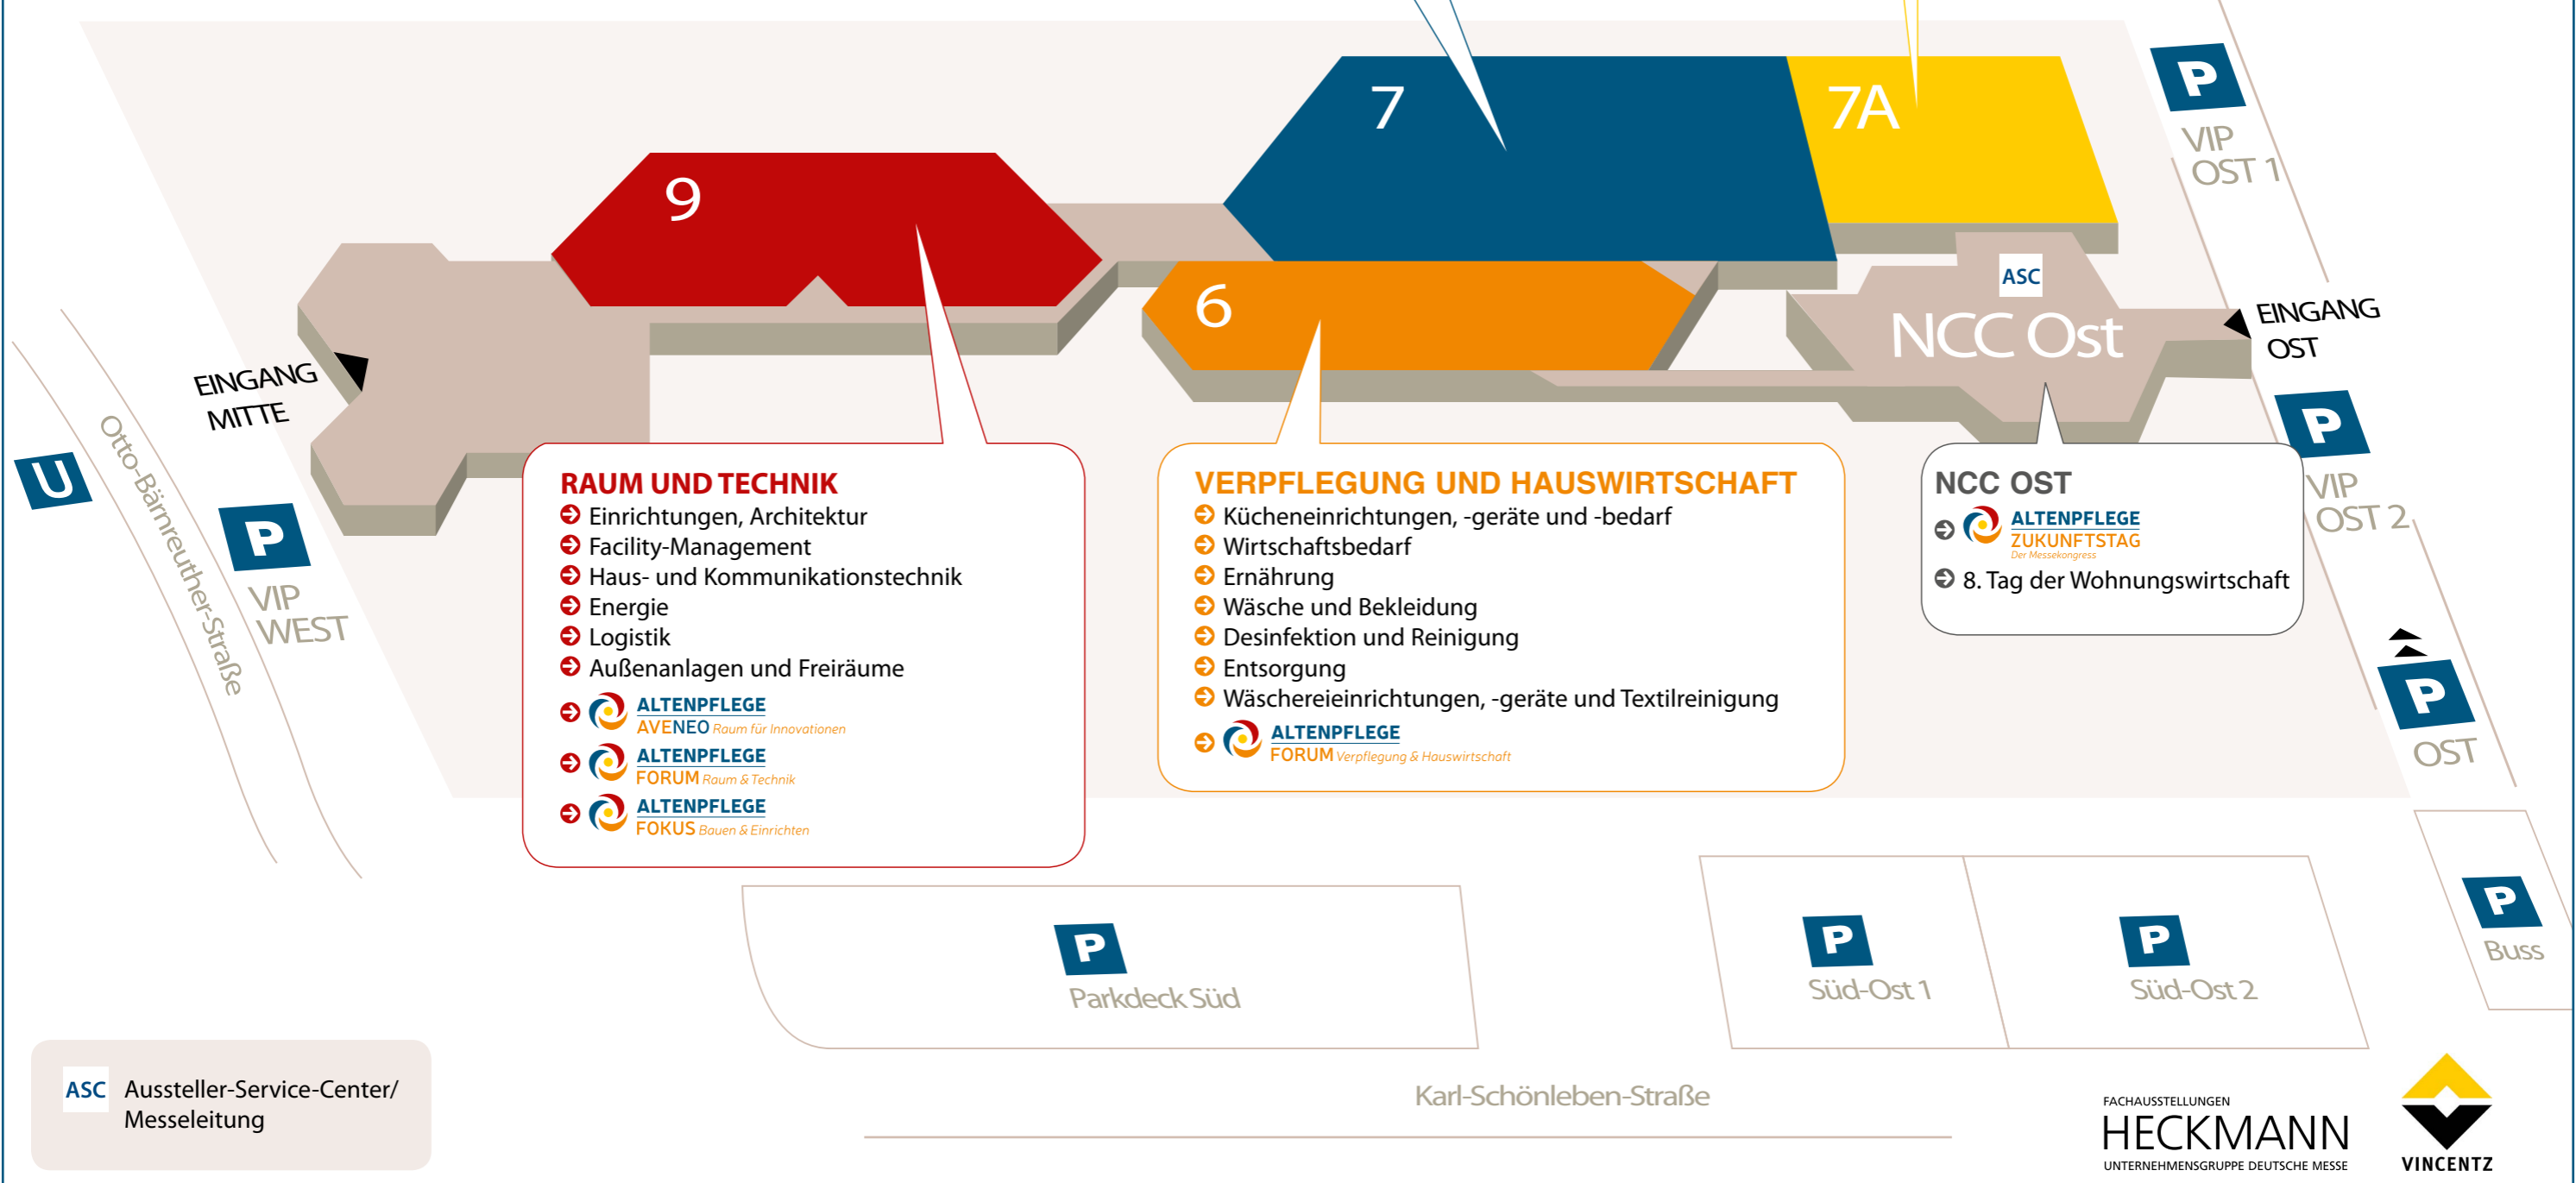 7
7A
9
6
P
VIP
OST 1
ASC
NCC Ost
EINGANG
OST
EINGANG
MITTE
U
Otto-Bärnreuther-Straße
P
VIP
WEST
P
VIP
OST 2
P
OST
RAUM UND TECHNIK
Einrichtungen, Architektur
Facility-Management
Haus- und Kommunikationstechnik
Energie
Logistik
Außenanlagen und Freiräume
ALTENPFLEGE
AVENEO Raum für Innovationen
ALTENPFLEGE
FORUM Raum & Technik
ALTENPFLEGE
FOKUS Bauen & Einrichten
VERPFLEGUNG UND HAUSWIRTSCHAFT
Kücheneinrichtungen, -geräte und -bedarf
Wirtschaftsbedarf
Ernährung
Wäsche und Bekleidung
Desinfektion und Reinigung
Entsorgung
Wäschereieinrichtungen, -geräte und Textilreinigung
ALTENPFLEGE
FORUM Verpflegung & Hauswirtschaft
NCC OST
ALTENPFLEGE
ZUKUNFTSTAG
Der Messekongress
8. Tag der Wohnungswirtschaft
P
Parkdeck Süd
P
Süd-Ost 1
P
Süd-Ost 2
P
Buss
ASC Aussteller-Service-Center/
Messeleitung
Karl-Schönleben-Straße
FACHAUSSTELLUNGEN
HECKMANN
UNTERNEHMENSGRUPPE DEUTSCHE MESSE
VINCENTZ